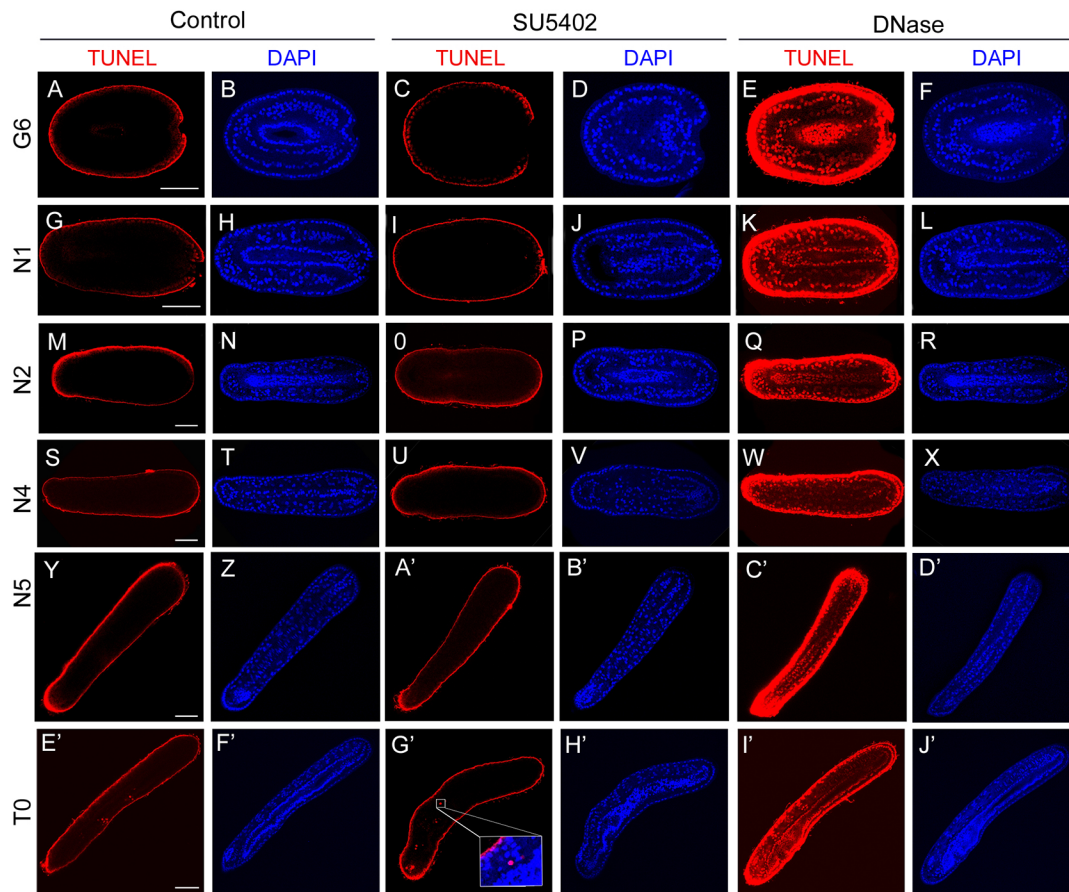 Control SU5402 DNase
TUNEL DAPI TUNEL DAPI TUNEL DAPI
G6 A B C D E F
N1 G H I J K L
N2 M N 0 P Q R
N4 S T U V W X
N5 Y Z A’ B’ C’ D’
T0 E’ F’ G’ H’ I’ J’